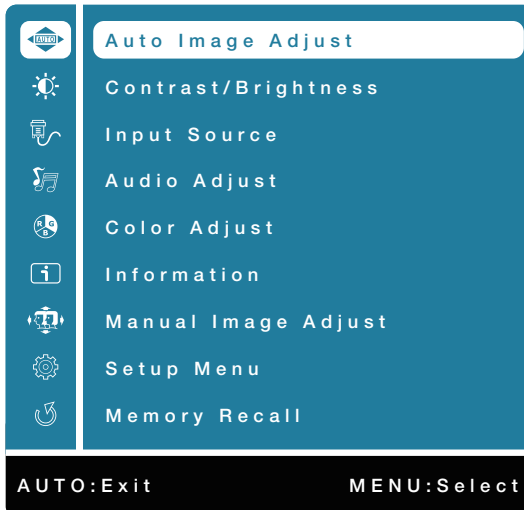 AUTO
Auto Image Adjust
Contrast/Brightness
Input Source
Audio Adjust
R G
B
Color Adjust
i
Information
Manual Image Adjust
Setup Menu
Memory Recall
AUTO:Exit MENU:Select